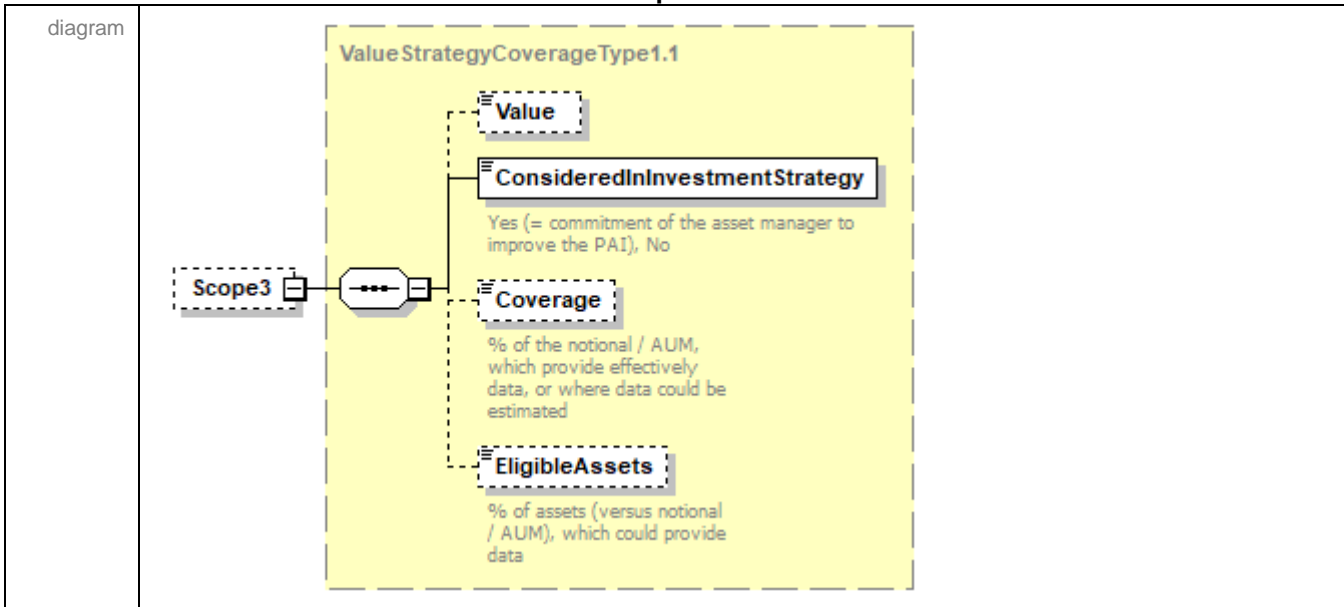 diagram
ValueStrategyCoverageType1.1
Value
ConsideredInInvestmentStrategy
Yes (= commitment of the asset manager to
improve the PAI), No
Scope3
Coverage
% of the notional / AUM,
which provide effectively
data, or where data could be
estimated
EligibleAssets
% of assets (versus notional
/ AUM), which could provide
data